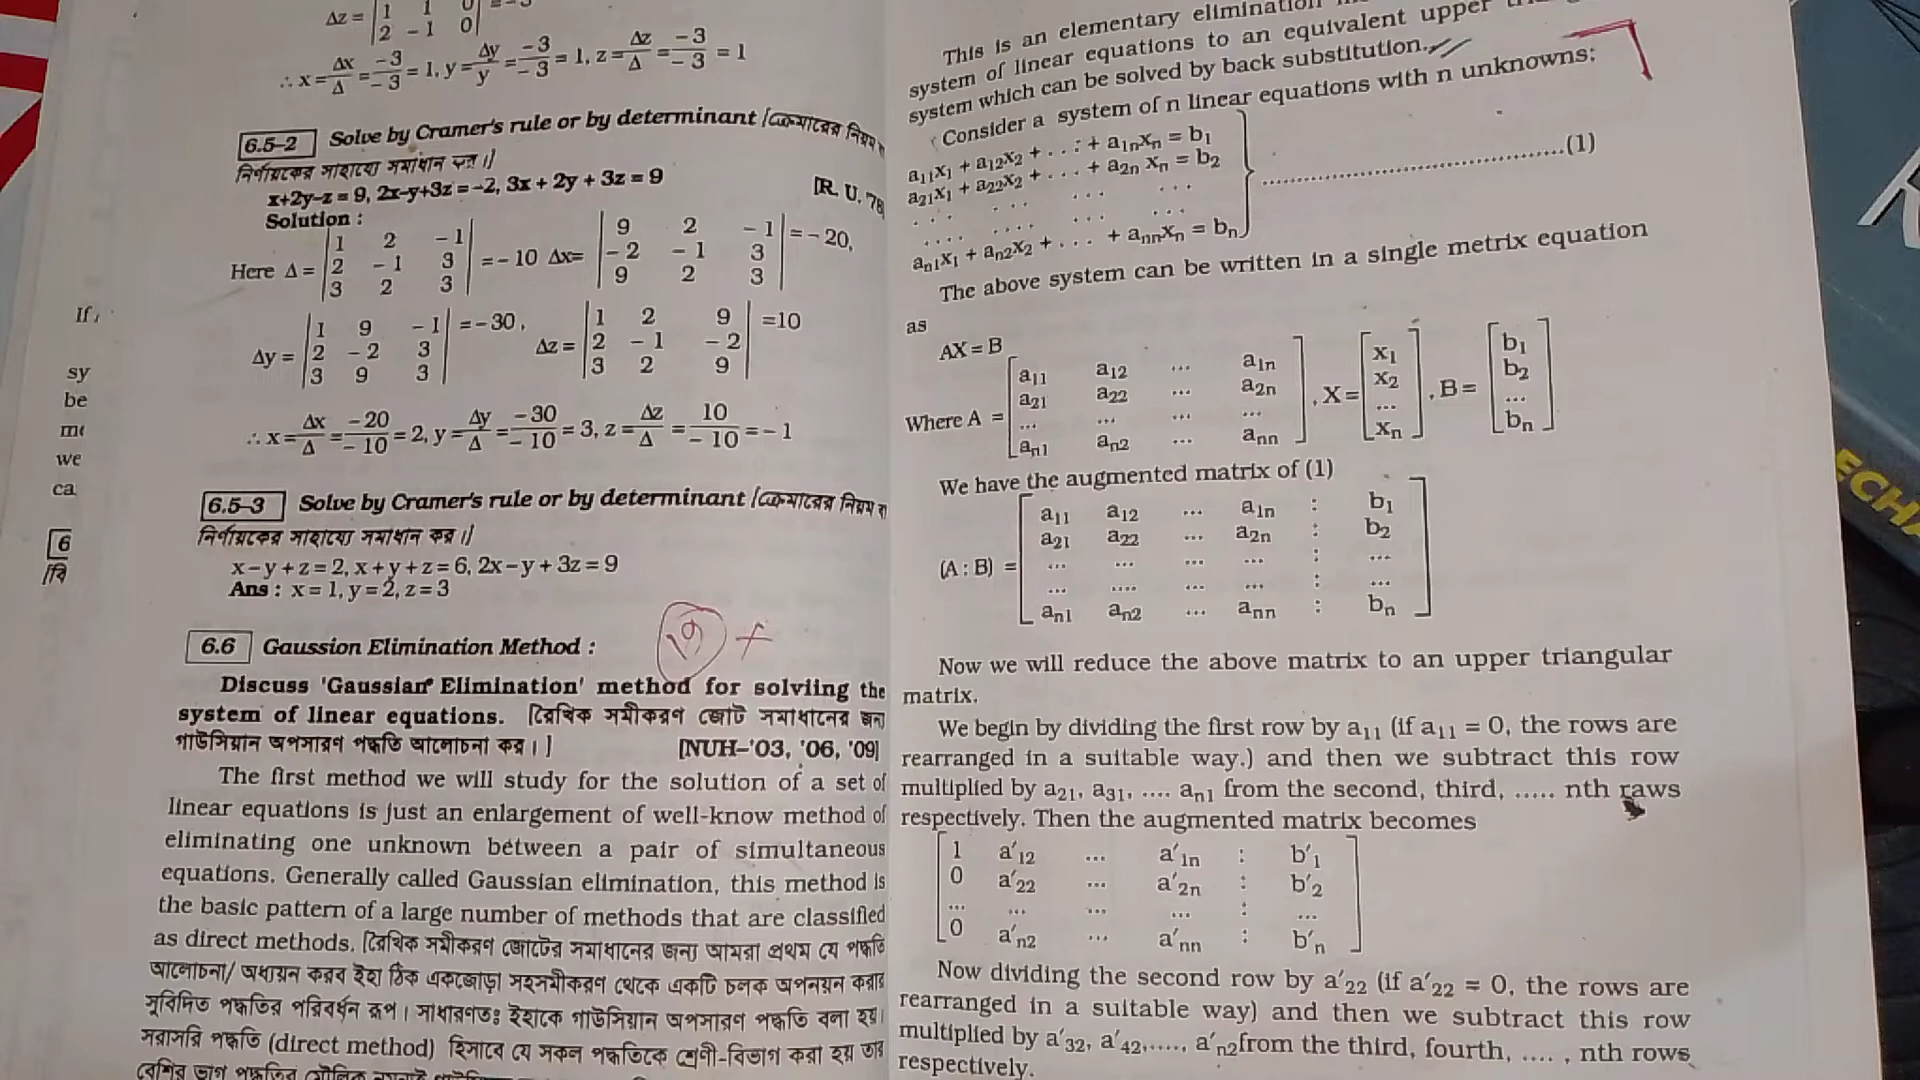 Δz = |1 1 0| = -3
|2 -1 0|
∴ x = Δx/Δ = -3/-3 = 1, y = Δy/y = -3/-3 = 1, z = Δz/Δ = -3/-3 = 1
6.5-2 Solve by Cramer's rule or by determinant [ক্রেমারের নিয়ম বা
নির্ণায়কের সাহায্যে সমাধান কর।]
x+2y-z = 9, 2x-y+3z = -2, 3x + 2y + 3z = 9 [R. U. '78
Solution :
Here Δ = |1 2 -1| = -10 Δx= |9 2 -1| = -20,
|2 -1 3| |-2 -1 3|
|3 2 3| |9 2 3|
Δy = |1 9 -1| = -30, Δz = |1 2 9| =10
|2 -2 3| |2 -1 -2|
|3 9 3| |3 2 9|
∴ x = Δx/Δ = -20/-10 = 2, y = Δy/Δ = -30/-10 = 3, z = Δz/Δ = 10/-10 = -1
6.5-3 Solve by Cramer's rule or by determinant [ক্রেমারের নিয়ম বা
নির্ণায়কের সাহায্যে সমাধান কর।]
x-y+z = 2, x+y+z = 6, 2x-y+3z = 9
Ans : x = 1, y = 2, z = 3
6.6 Gaussion Elimination Method :
Discuss 'Gaussian Elimination' method for solviing the
system of linear equations. [রৈখিক সমীকরণ জোট সমাধানের জন্য
গাউসিয়ান অপসারণ পদ্ধতি আলোচনা কর। ] [NUH-'03, '06, '09]
The first method we will study for the solution of a set of
linear equations is just an enlargement of well-know method of
eliminating one unknown between a pair of simultaneous
equations. Generally called Gaussian elimination, this method is
the basic pattern of a large number of methods that are classified
as direct methods. [রৈখিক সমীকরণ জোটের সমাধানের জন্য আমরা প্রথম যে পদ্ধতি
আলোচনা/ অধ্যয়ন করব ইহা ঠিক একজোড়া সহসমীকরণ থেকে একটি চলক অপনয়ন করার
সুবিদিত পদ্ধতির পরিবর্ধন রূপ। সাধারণতঃ ইহাকে গাউসিয়ান অপসারণ পদ্ধতি বলা হয়।
সরাসরি পদ্ধতি (direct method) হিসাবে যে সকল পদ্ধতিকে শ্রেণী-বিভাগ করা হয় তার
বেশির ভাগ পদ্ধতির মৌলিক
If
sy
be
we
ca
6
[বি
This is an elementary elimination
system of linear equations to an equivalent upper
system which can be solved by back substitution.
Consider a system of n linear equations with n unknowns:
a11x1 + a12x2 + . . . + a1nxn = b1
a21x1 + a22x2 + . . . + a2n xn = b2 ..............................(1)
. . . . . . . . . . . .
. . . . . . . . . . . . .
an1x1 + an2x2 + . . . + annxn = bn
The above system can be written in a single metrix equation
as
AX = B
Where A = [a11 a12 ... a1n], X = [x1], B = [b1]
[a21 a22 ... a2n] [x2] [b2]
[... ... ... ...] [...] [...]
[an1 an2 ... ann] [xn] [bn]
We have the augmented matrix of (1)
(A : B) = [a11 a12 ... a1n : b1]
[a21 a22 ... a2n : b2]
[... ... ... ... : ...]
[... .... ... ... : ...]
[an1 an2 ... ann : bn]
Now we will reduce the above matrix to an upper triangular
matrix.
We begin by dividing the first row by a11 (if a11 = 0, the rows are
rearranged in a suitable way.) and then we subtract this row
multiplied by a21, a31, .... an1 from the second, third, ..... nth raws
respectively. Then the augmented matrix becomes
[1 a′12 ... a′1n : b′1]
[0 a′22 ... a′2n : b′2]
[... ... ... ... : ...]
[0 a′n2 ... a′nn : b′n]
Now dividing the second row by a′22 (if a′22 = 0, the rows are
rearranged in a suitable way) and then we subtract this row
multiplied by a′32, a′42,...., a′n2 from the third, fourth, .... , nth rows
respectively.
ECHA